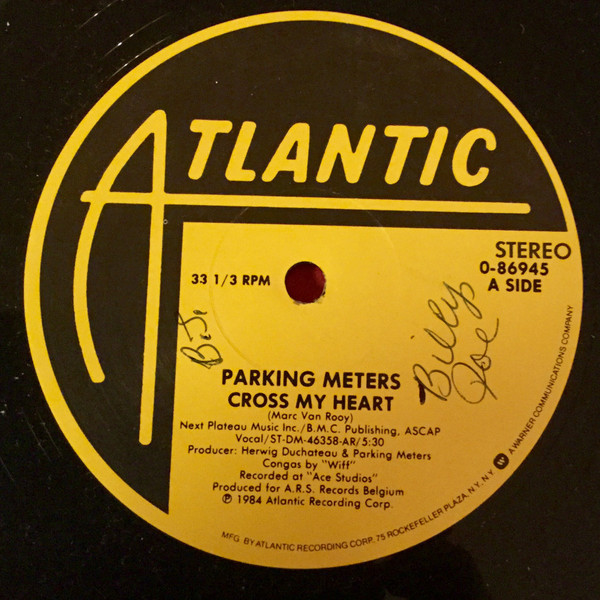 ATLANTIC
STEREO
0-86945
A SIDE
33 1/3 RPM
B.J.
Billy
Joe
PARKING METERS
CROSS MY HEART
(Marc Van Rooy)
Next Plateau Music Inc./B.M.C. Publishing, ASCAP
Vocal/ST-DM-46358-AR/5:30
Producer: Herwig Duchateau & Parking Meters
Congas by "Wiff"
Recorded at "Ace Studios"
Produced for A.R.S. Records Belgium
℗ 1984 Atlantic Recording Corp.
MFG. BY ATLANTIC RECORDING CORP., 75 ROCKEFELLER PLAZA, N.Y., N.Y. A WARNER COMMUNICATIONS COMPANY